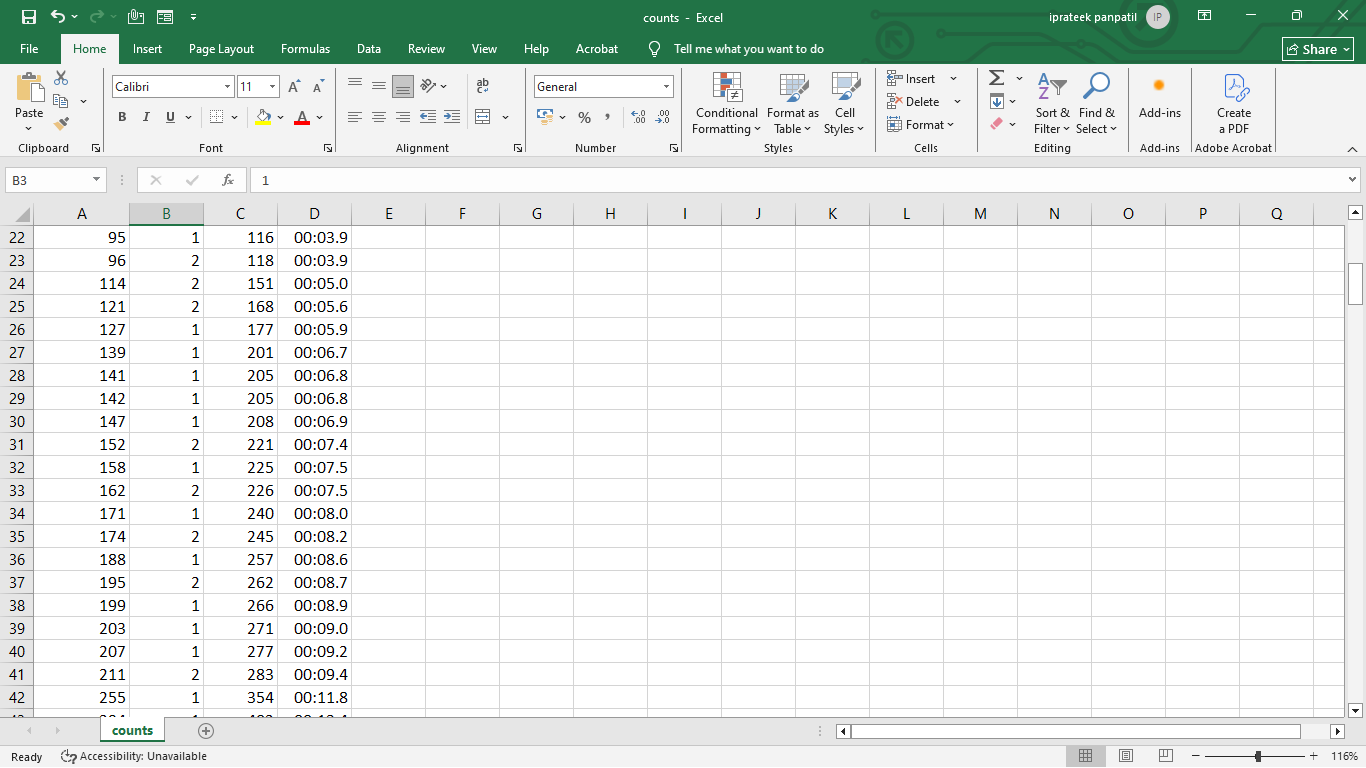 counts - Excel
iprateek panpatil IP
File Home Insert Page Layout Formulas Data Review View Help Acrobat Tell me what you want to do Share
Calibri 11 General Insert
Paste B I U Conditional Formatting Format as Table Cell Styles Delete Sort & Filter Find & Select Add-ins Create a PDF
Format
Clipboard Font Alignment Number Styles Cells Editing Add-ins Adobe Acrobat
B3 fx 1
A B C D E F G H I J K L M N O P Q
22 95 1 116 00:03.9
23 96 2 118 00:03.9
24 114 2 151 00:05.0
25 121 2 168 00:05.6
26 127 1 177 00:05.9
27 139 1 201 00:06.7
28 141 1 205 00:06.8
29 142 1 205 00:06.8
30 147 1 208 00:06.9
31 152 2 221 00:07.4
32 158 1 225 00:07.5
33 162 2 226 00:07.5
34 171 1 240 00:08.0
35 174 2 245 00:08.2
36 188 1 257 00:08.6
37 195 2 262 00:08.7
38 199 1 266 00:08.9
39 203 1 271 00:09.0
40 207 1 277 00:09.2
41 211 2 283 00:09.4
42 255 1 354 00:11.8
counts
Ready Accessibility: Unavailable 116%